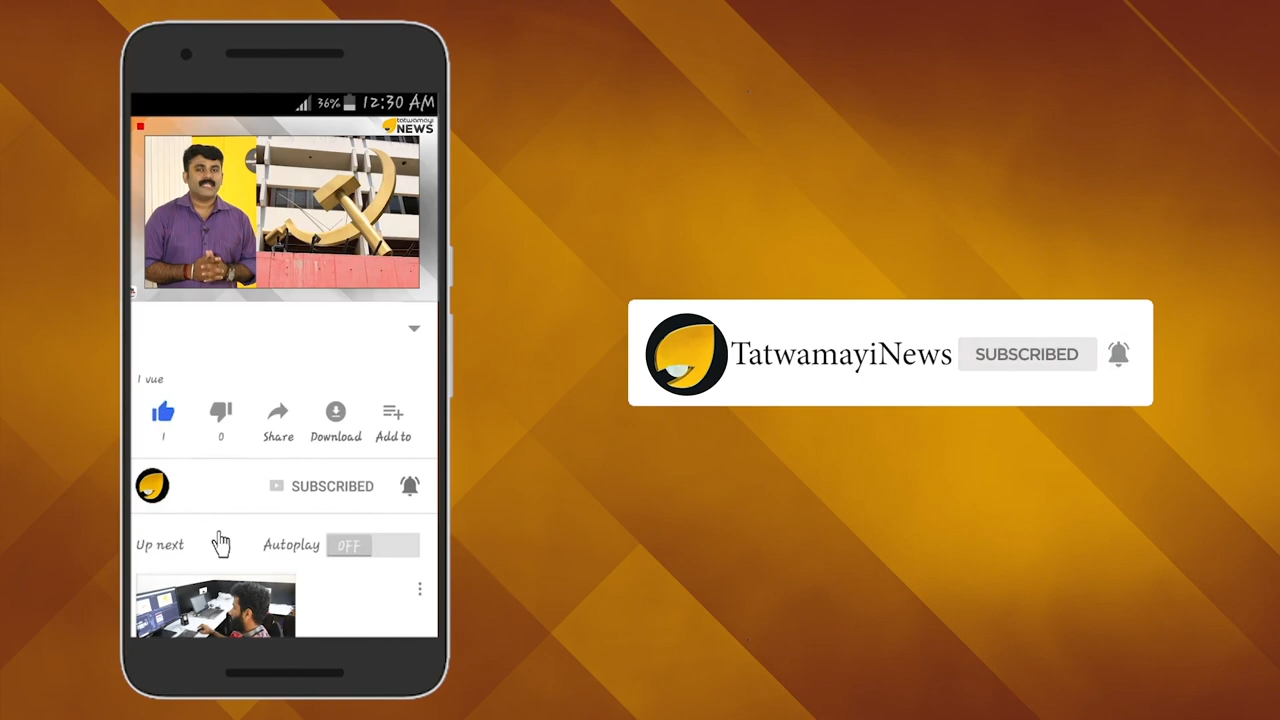 36% 12:30 AM
tatwamayi
NEWS
1 vue
1
0
Share
Download
Add to
SUBSCRIBED
Up next
Autoplay
OFF
TatwamayiNews
SUBSCRIBED